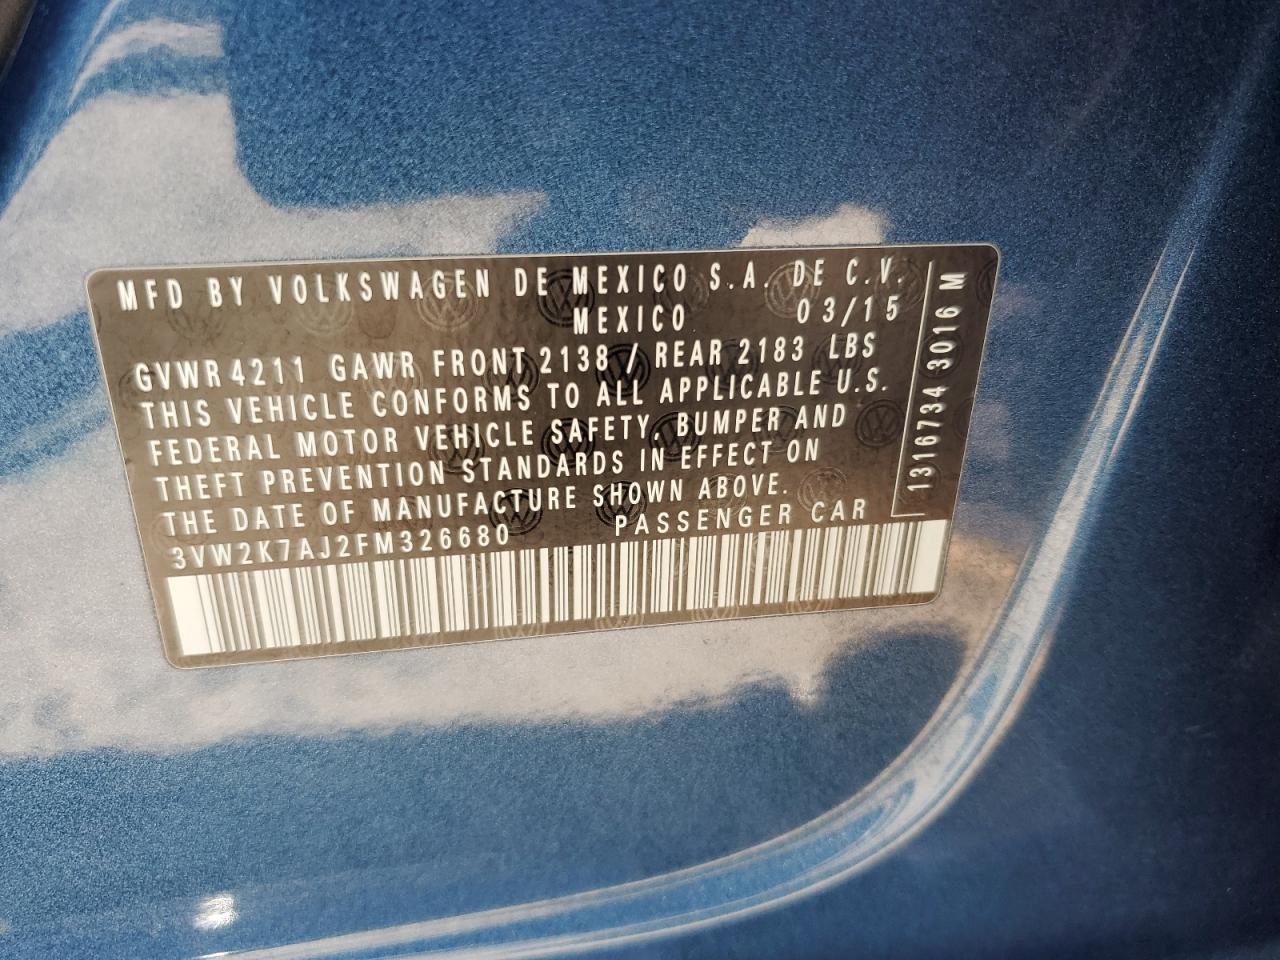 MFD BY VOLKSWAGEN DE MEXICO S.A. DE C.V.
MEXICO 03/15
GVWR 4211 GAWR FRONT 2138 / REAR 2183 LBS
THIS VEHICLE CONFORMS TO ALL APPLICABLE U.S.
FEDERAL MOTOR VEHICLE SAFETY, BUMPER AND
THEFT PREVENTION STANDARDS IN EFFECT ON
THE DATE OF MANUFACTURE SHOWN ABOVE.
3VW2K7AJ2FM326680 PASSENGER CAR
1316734 3016 M